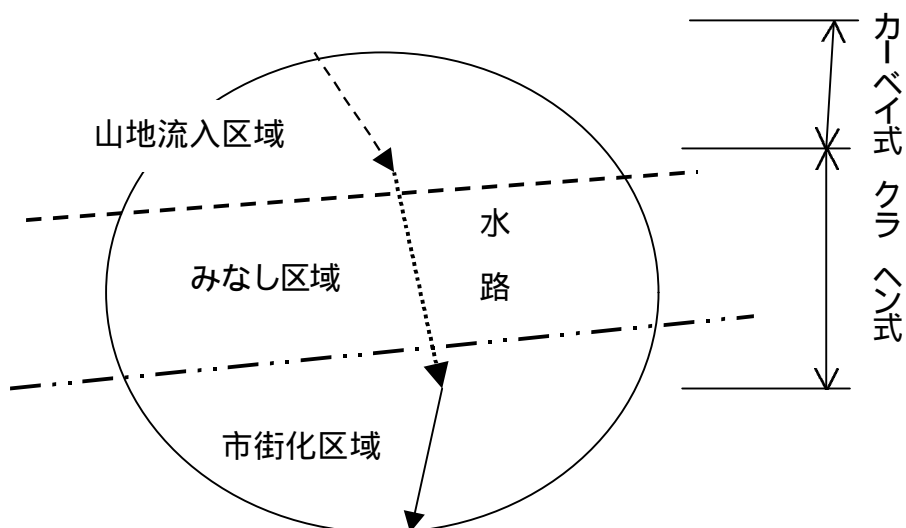 山地流入区域
みなし区域
水路
市街化区域
カーベイ式
クラ ヘン式